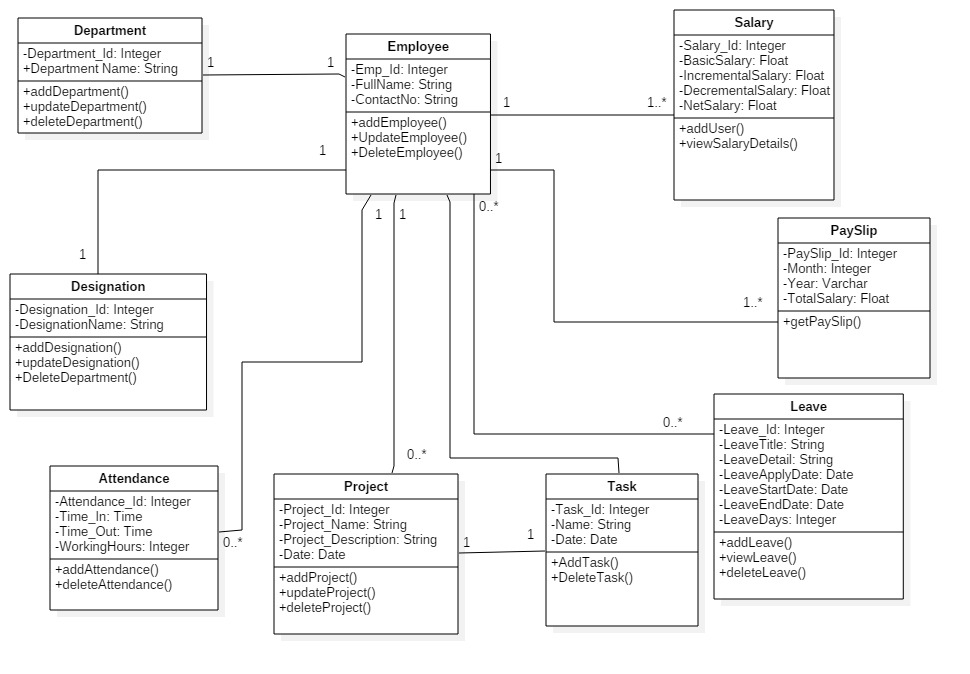 Department
-Department_Id: Integer
+Department Name: String
+addDepartment()
+updateDepartment()
+deleteDepartment()
1
1
Employee
-Emp_Id: Integer
-FullName: String
-ContactNo: String
+addEmployee()
+UpdateEmployee()
+DeleteEmployee()
1
1..*
Salary
-Salary_Id: Integer
-BasicSalary: Float
-IncrementalSalary: Float
-DecrementalSalary: Float
-NetSalary: Float
+addUser()
+viewSalaryDetails()
1
1
1
1..*
PaySlip
-PaySlip_Id: Integer
-Month: Integer
-Year: Varchar
-TotalSalary: Float
+getPaySlip()
1
1
0..*
Designation
-Designation_Id: Integer
-DesignationName: String
+addDesignation()
+updateDesignation()
+DeleteDepartment()
0..*
Leave
-Leave_Id: Integer
-LeaveTitle: String
-LeaveDetail: String
-LeaveApplyDate: Date
-LeaveStartDate: Date
-LeaveEndDate: Date
-LeaveDays: Integer
+addLeave()
+viewLeave()
+deleteLeave()
Attendance
-Attendance_Id: Integer
-Time_In: Time
-Time_Out: Time
-WorkingHours: Integer
+addAttendance()
+deleteAttendance()
0..*
0..*
Project
-Project_Id: Integer
-Project_Name: String
-Project_Description: String
-Date: Date
+addProject()
+updateProject()
+deleteProject()
1
1
Task
-Task_Id: Integer
-Name: String
-Date: Date
+AddTask()
+DeleteTask()